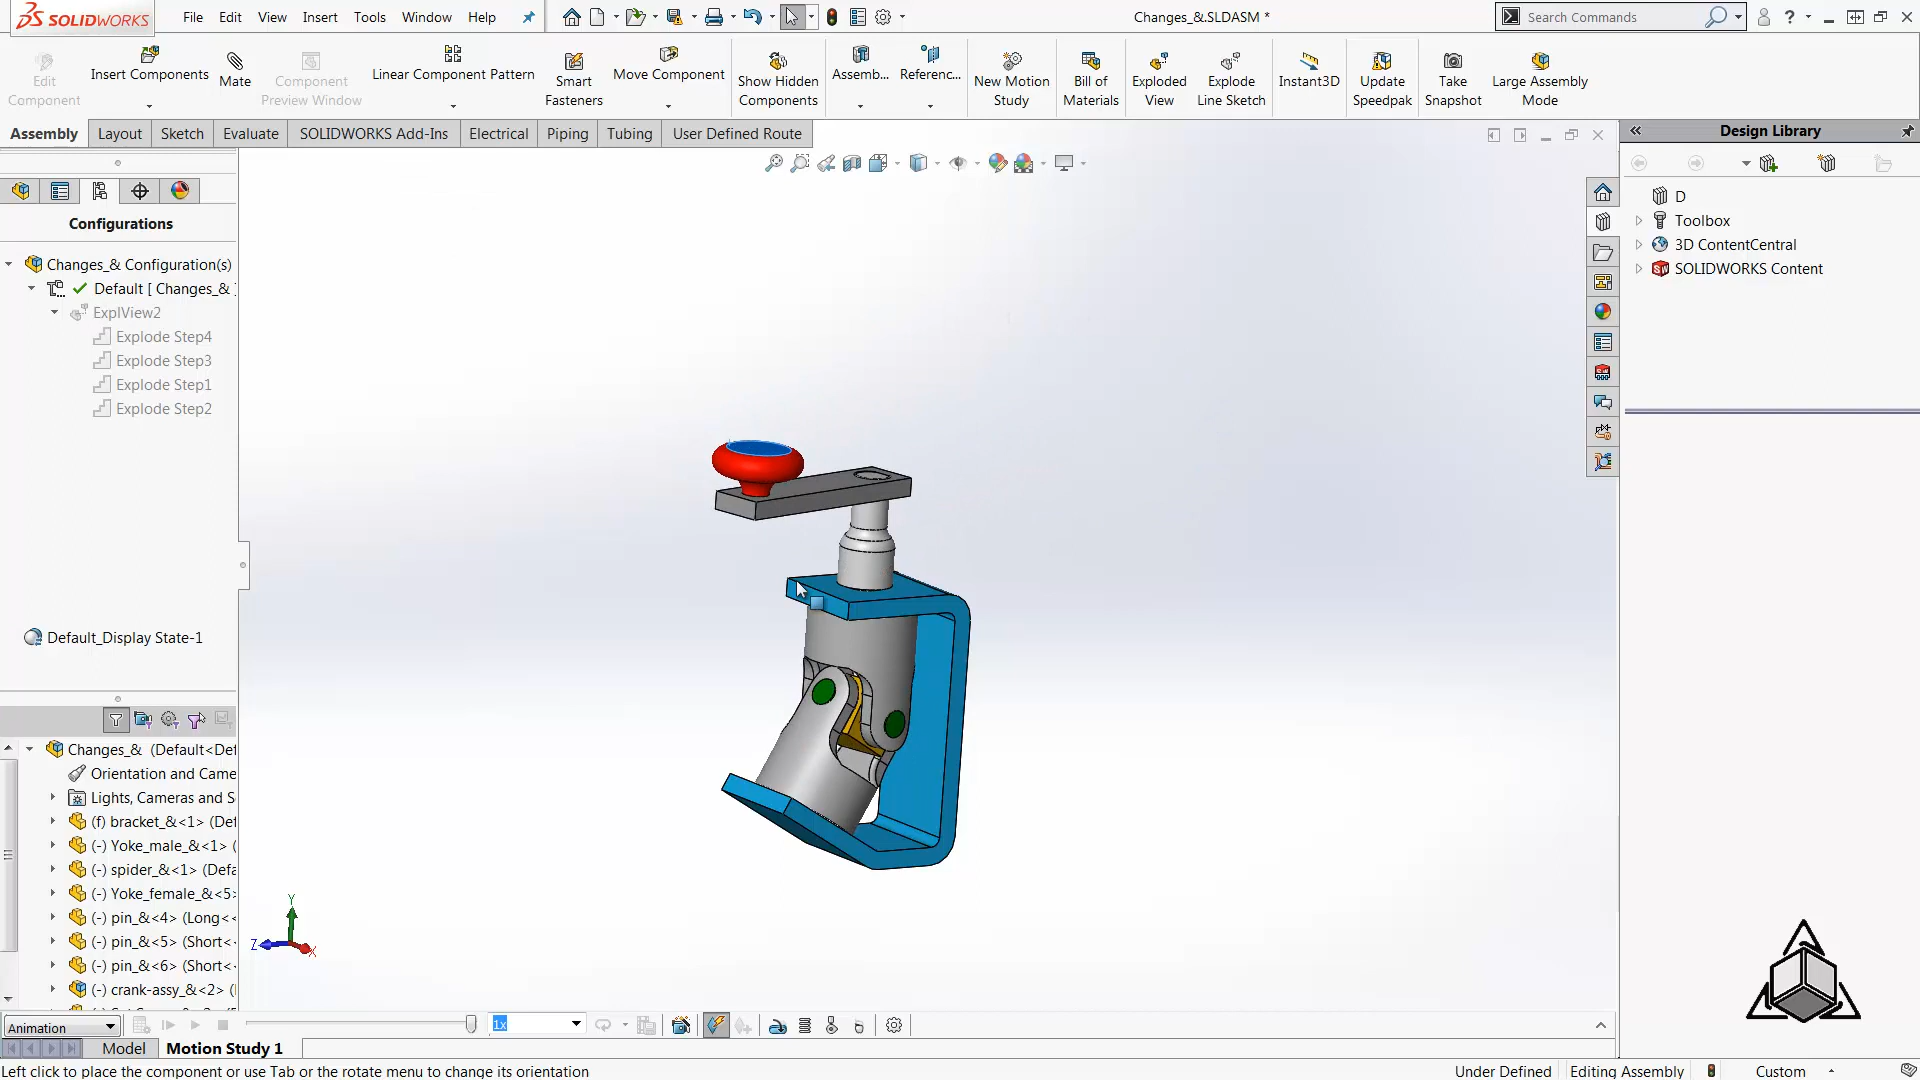 SOLIDWORKS
File Edit View Insert Tools Window Help
Changes_&.SLDASM *
Search Commands
Edit Component
Insert Components
Mate
Component Preview Window
Linear Component Pattern
Smart Fasteners
Move Component
Show Hidden Components
Assemb...
Referenc...
New Motion Study
Bill of Materials
Exploded View
Explode Line Sketch
Instant3D
Update Speedpak
Take Snapshot
Large Assembly Mode
Assembly Layout Sketch Evaluate SOLIDWORKS Add-Ins Electrical Piping Tubing User Defined Route
Design Library
D
Toolbox
3D ContentCentral
SOLIDWORKS Content
Configurations
Changes_& Configuration(s)
Default [ Changes_& ]
ExplView2
Explode Step4
Explode Step3
Explode Step1
Explode Step2
Default_Display State-1
Changes_& (Default<Def
Orientation and Came
Lights, Cameras and S
(f) bracket_&<1> (Def
(-) Yoke_male_&<1> (
(-) spider_&<1> (Defa
(-) Yoke_female_&<5>
(-) pin_&<4> (Long<<
(-) pin_&<5> (Short<
(-) pin_&<6> (Short<
(-) crank-assy_&<2> (
Y
Z
X
Animation
1x
Model Motion Study 1
Left click to place the component or use Tab or the rotate menu to change its orientation
Under Defined Editing Assembly Custom